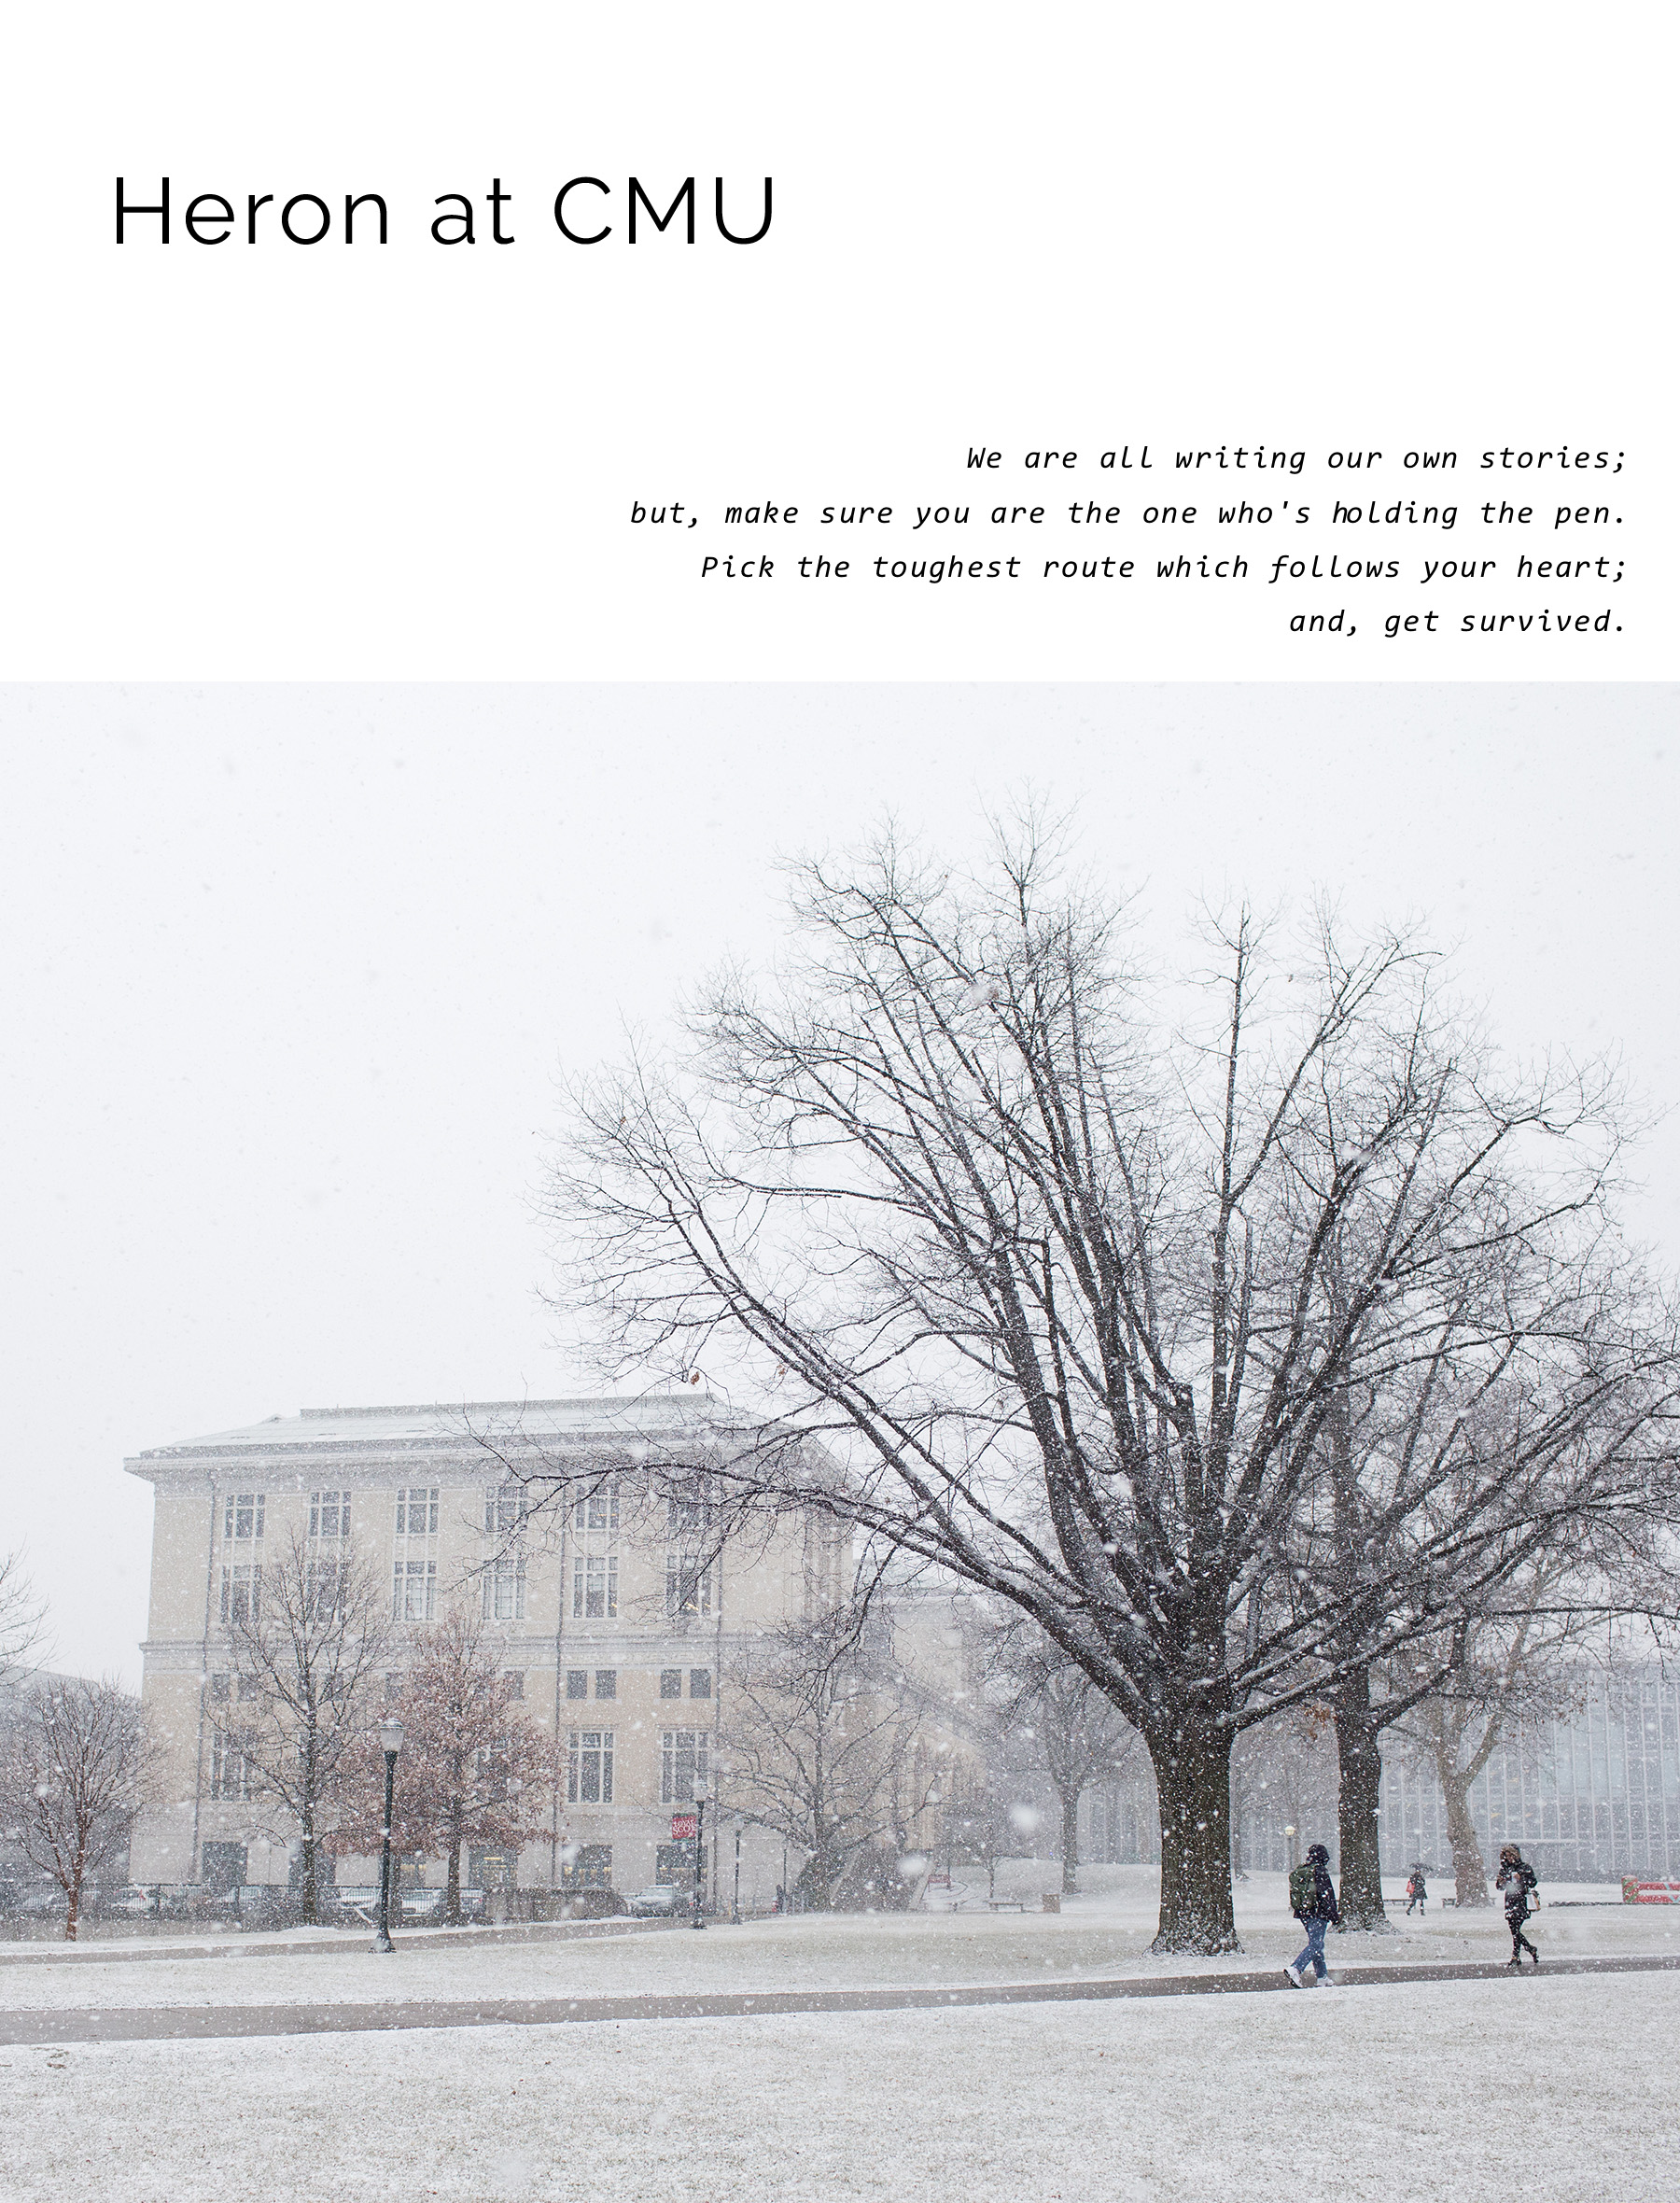 Heron at CMU
We are all writing our own stories;
but, make sure you are the one who's holding the pen.
Pick the toughest route which follows your heart;
and, get survived.